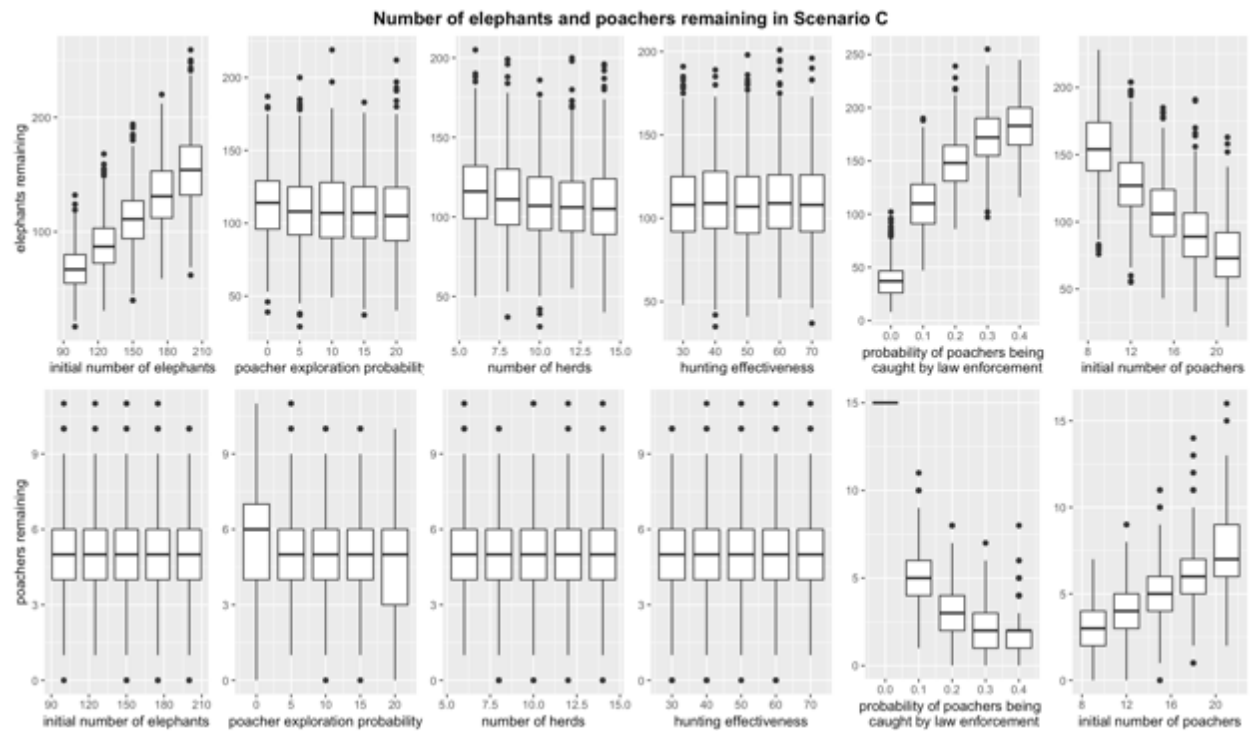 Number of elephants and poachers remaining in Scenario C
elephants remaining
200
100
90 120 150 180 210
initial number of elephants
200
150
100
50
0 5 10 15 20
poacher exploration probability
200
150
100
50
5.0 7.5 10.0 12.5 15.0
number of herds
200
150
100
50
30 40 50 60 70
hunting effectiveness
250
200
150
100
50
0
0.0 0.1 0.2 0.3 0.4
probability of poachers being
caught by law enforcement
200
150
100
50
8 12 16 20
initial number of poachers
poachers remaining
9
6
3
0
90 120 150 180 210
initial number of elephants
9
6
3
0
0 5 10 15 20
poacher exploration probability
9
6
3
0
5.0 7.5 10.0 12.5 15.0
number of herds
9
6
3
0
30 40 50 60 70
hunting effectiveness
15
10
5
0
0.0 0.1 0.2 0.3 0.4
probability of poachers being
caught by law enforcement
15
10
5
0
8 12 16 20
initial number of poachers